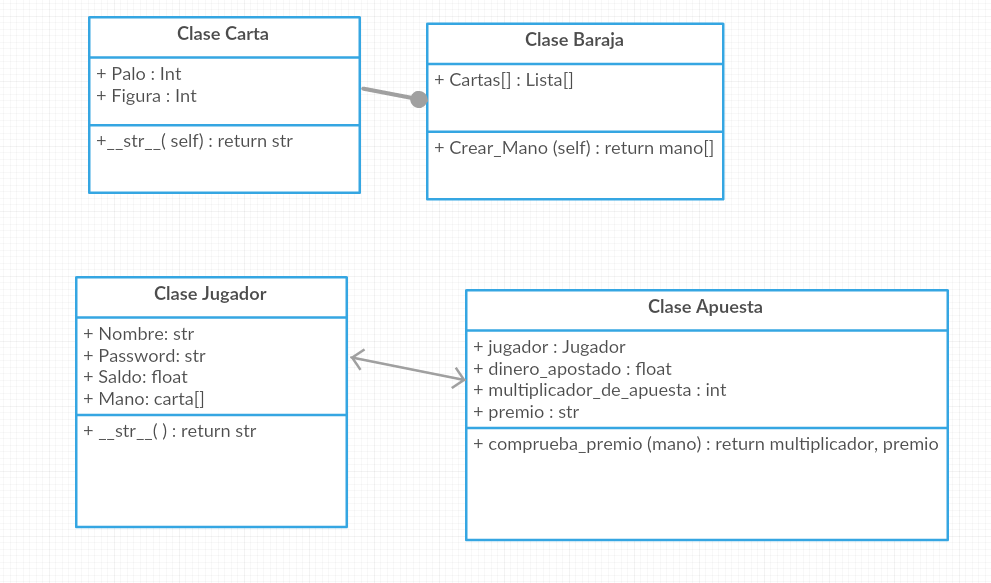 Clase Carta
+ Palo : Int
+ Figura : Int
+__str__( self) : return str
Clase Baraja
+ Cartas[] : Lista[]
+ Crear_Mano (self) : return mano[]
Clase Jugador
+ Nombre: str
+ Password: str
+ Saldo: float
+ Mano: carta[]
+ __str__( ) : return str
Clase Apuesta
+ jugador : Jugador
+ dinero_apostado : float
+ multiplicador_de_apuesta : int
+ premio : str
+ comprueba_premio (mano) : return multiplicador, premio